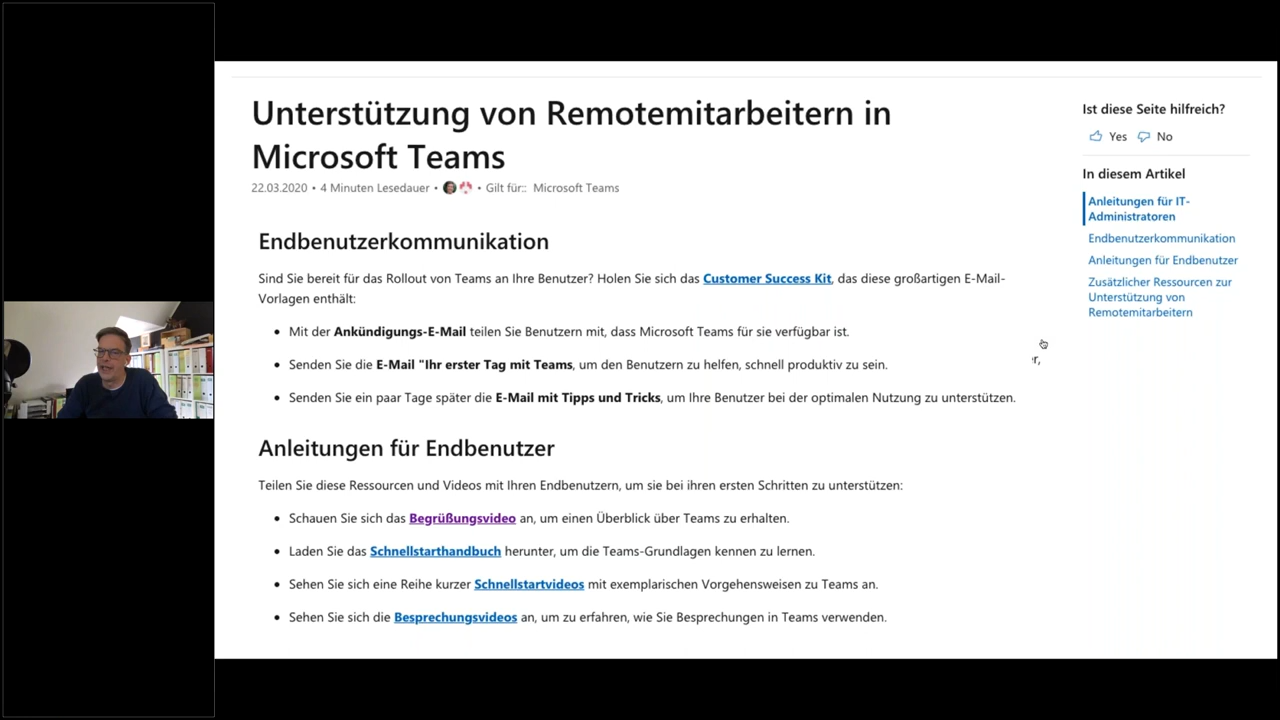 Unterstützung von Remotemitarbeitern in
Microsoft Teams
22.03.2020 • 4 Minuten Lesedauer • • Gilt für:: Microsoft Teams
Endbenutzerkommunikation
Sind Sie bereit für das Rollout von Teams an Ihre Benutzer? Holen Sie sich das Customer Success Kit, das diese großartigen E-Mail-
Vorlagen enthält:
• Mit der Ankündigungs-E-Mail teilen Sie Benutzern mit, dass Microsoft Teams für sie verfügbar ist.
• Senden Sie die E-Mail "Ihr erster Tag mit Teams, um den Benutzern zu helfen, schnell produktiv zu sein.
• Senden Sie ein paar Tage später die E-Mail mit Tipps und Tricks, um Ihre Benutzer bei der optimalen Nutzung zu unterstützen.
Anleitungen für Endbenutzer
Teilen Sie diese Ressourcen und Videos mit Ihren Endbenutzern, um sie bei ihren ersten Schritten zu unterstützen:
• Schauen Sie sich das Begrüßungsvideo an, um einen Überblick über Teams zu erhalten.
• Laden Sie das Schnellstarthandbuch herunter, um die Teams-Grundlagen kennen zu lernen.
• Sehen Sie sich eine Reihe kurzer Schnellstartvideos mit exemplarischen Vorgehensweisen zu Teams an.
• Sehen Sie sich die Besprechungsvideos an, um zu erfahren, wie Sie Besprechungen in Teams verwenden.
Ist diese Seite hilfreich?
Yes No
In diesem Artikel
Anleitungen für IT-
Administratoren
Endbenutzerkommunikation
Anleitungen für Endbenutzer
Zusätzlicher Ressourcen zur
Unterstützung von
Remotemitarbeitern